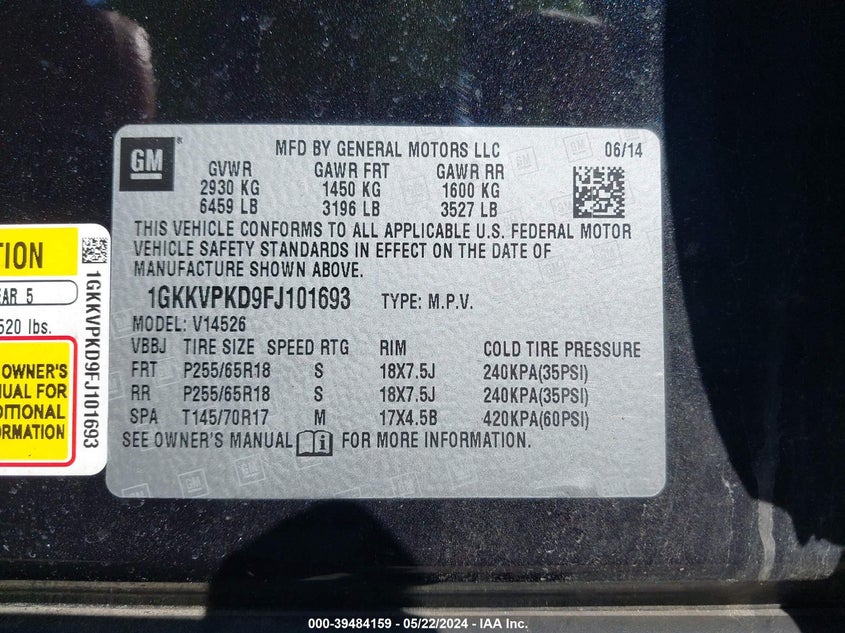 GM
MFD BY GENERAL MOTORS LLC 06/14
GVWR GAWR FRT GAWR RR
2930 KG 1450 KG 1600 KG
6459 LB 3196 LB 3527 LB
THIS VEHICLE CONFORMS TO ALL APPLICABLE U.S. FEDERAL MOTOR
VEHICLE SAFETY STANDARDS IN EFFECT ON THE DATE OF
MANUFACTURE SHOWN ABOVE.
1GKKVPKD9FJ101693 TYPE: M.P.V.
MODEL: V14526
VBBJ TIRE SIZE SPEED RTG RIM COLD TIRE PRESSURE
FRT P255/65R18 S 18X7.5J 240KPA(35PSI)
RR P255/65R18 S 18X7.5J 240KPA(35PSI)
SPA T145/70R17 M 17X4.5B 420KPA(60PSI)
SEE OWNER'S MANUAL FOR MORE INFORMATION.
TION
EAR 5
520 lbs.
OWNER'S
NUAL FOR
DITIONAL
ORMATION
1GKKVPKD9FJ101693
000-39484159 - 05/22/2024 - IAA Inc.